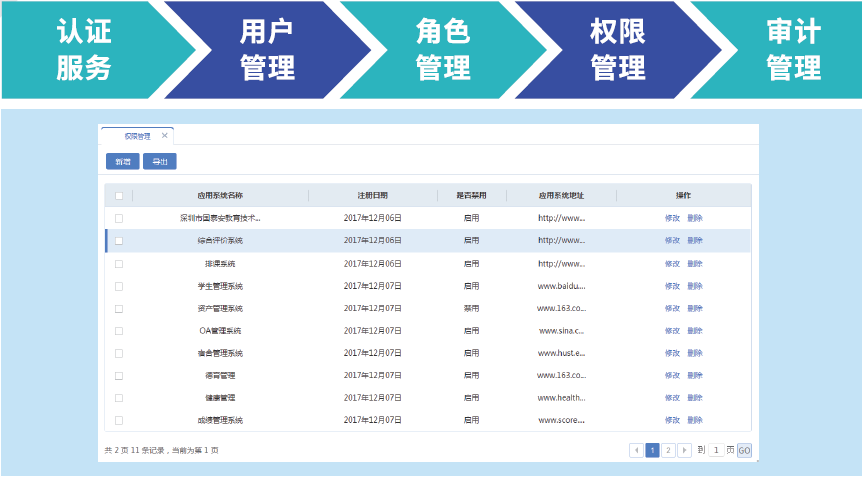 认证
服务
用户
管理
角色
管理
权限
管理
审计
管理
权限管理
新增 导出
应用系统名称 注册日期 是否禁用 应用系统地址 操作
深圳市国泰安教育技术... 2017年12月06日 启用 http://www... 修改 删除
综合评价系统 2017年12月06日 启用 http://www... 修改 删除
排课系统 2017年12月06日 启用 http://www... 修改 删除
学生管理系统 2017年12月07日 启用 www.baidu.... 修改 删除
资产管理系统 2017年12月07日 禁用 www.163.co... 修改 删除
OA管理系统 2017年12月07日 启用 www.sina.c... 修改 删除
宿舍管理系统 2017年12月07日 启用 www.hust.e... 修改 删除
德育管理 2017年12月07日 启用 www.163.co... 修改 删除
健康管理 2017年12月07日 启用 www.health... 修改 删除
成绩管理系统 2017年12月07日 启用 www.score.... 修改 删除
共 2 页 11 条记录，当前为第 1 页 1 2 到 1 页 GO